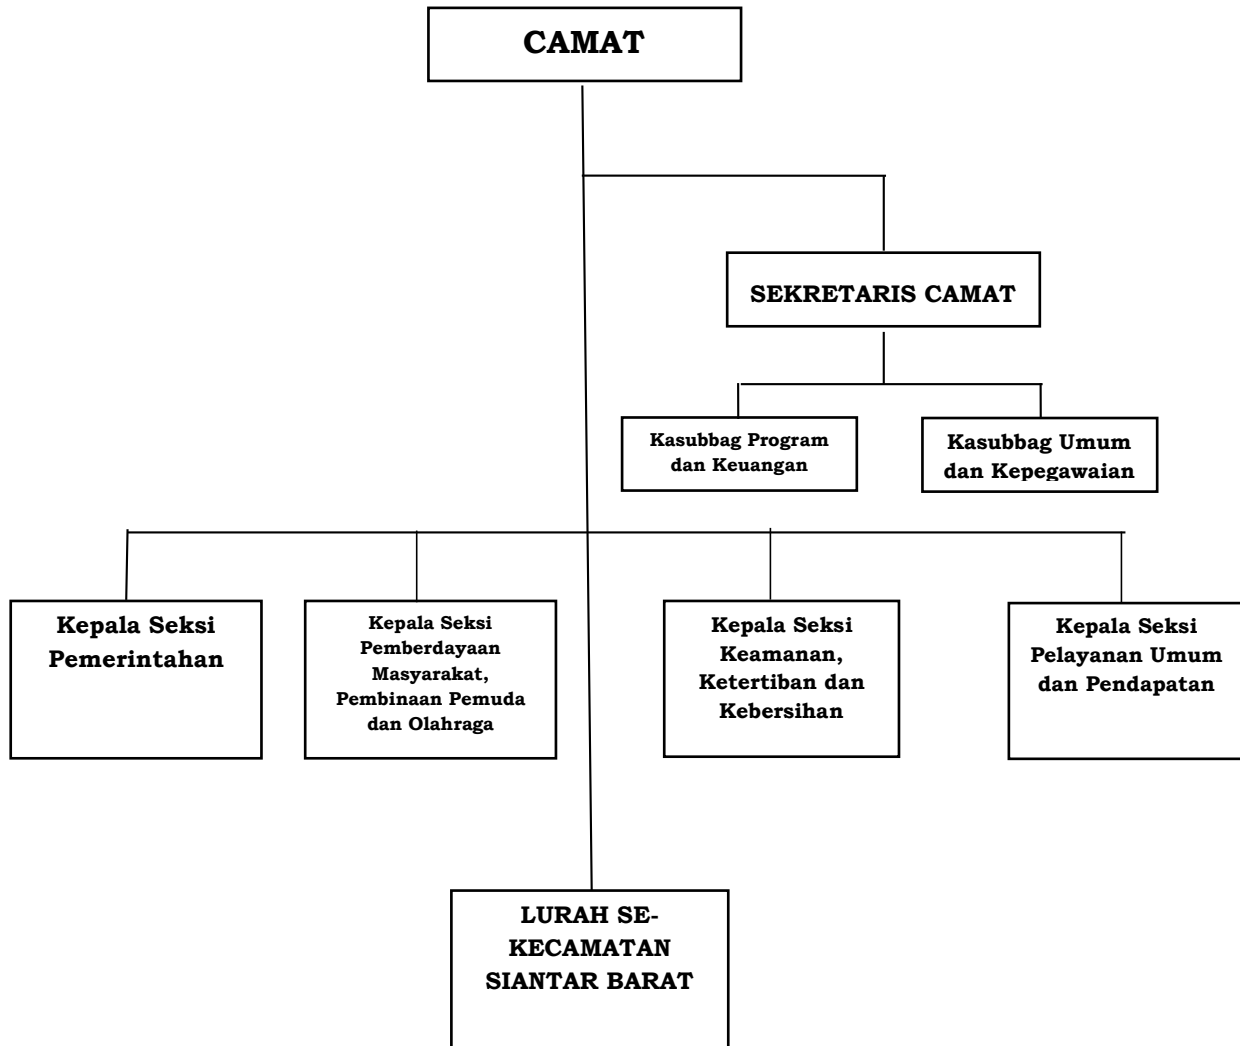 CAMAT
SEKRETARIS CAMAT
Kasubbag Program
dan Keuangan
Kasubbag Umum
dan Kepegawaian
Kepala Seksi
Pemerintahan
Kepala Seksi
Pemberdayaan
Masyarakat,
Pembinaan Pemuda
dan Olahraga
Kepala Seksi
Keamanan,
Ketertiban dan
Kebersihan
Kepala Seksi
Pelayanan Umum
dan Pendapatan
LURAH SE-
KECAMATAN
SIANTAR BARAT